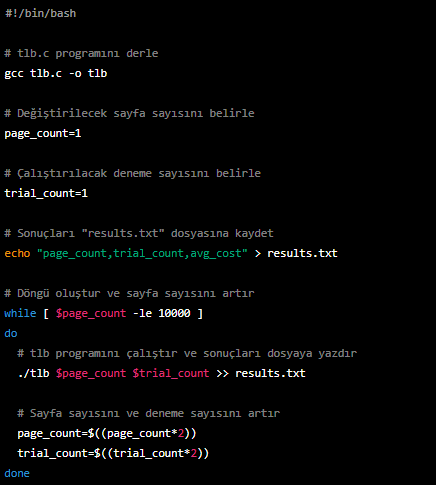 #!/bin/bash
# tlb.c programını derle
gcc tlb.c -o tlb
# Değiştirilecek sayfa sayısını belirle
page_count=1
# Çalıştırılacak deneme sayısını belirle
trial_count=1
# Sonuçları "results.txt" dosyasına kaydet
echo "page_count,trial_count,avg_cost" > results.txt
# Döngü oluştur ve sayfa sayısını artır
while [ $page_count -le 10000 ]
do
  # tlb programını çalıştır ve sonuçları dosyaya yazdır
  ./tlb $page_count $trial_count >> results.txt
  # Sayfa sayısını ve deneme sayısını artır
  page_count=$((page_count*2))
  trial_count=$((trial_count*2))
done